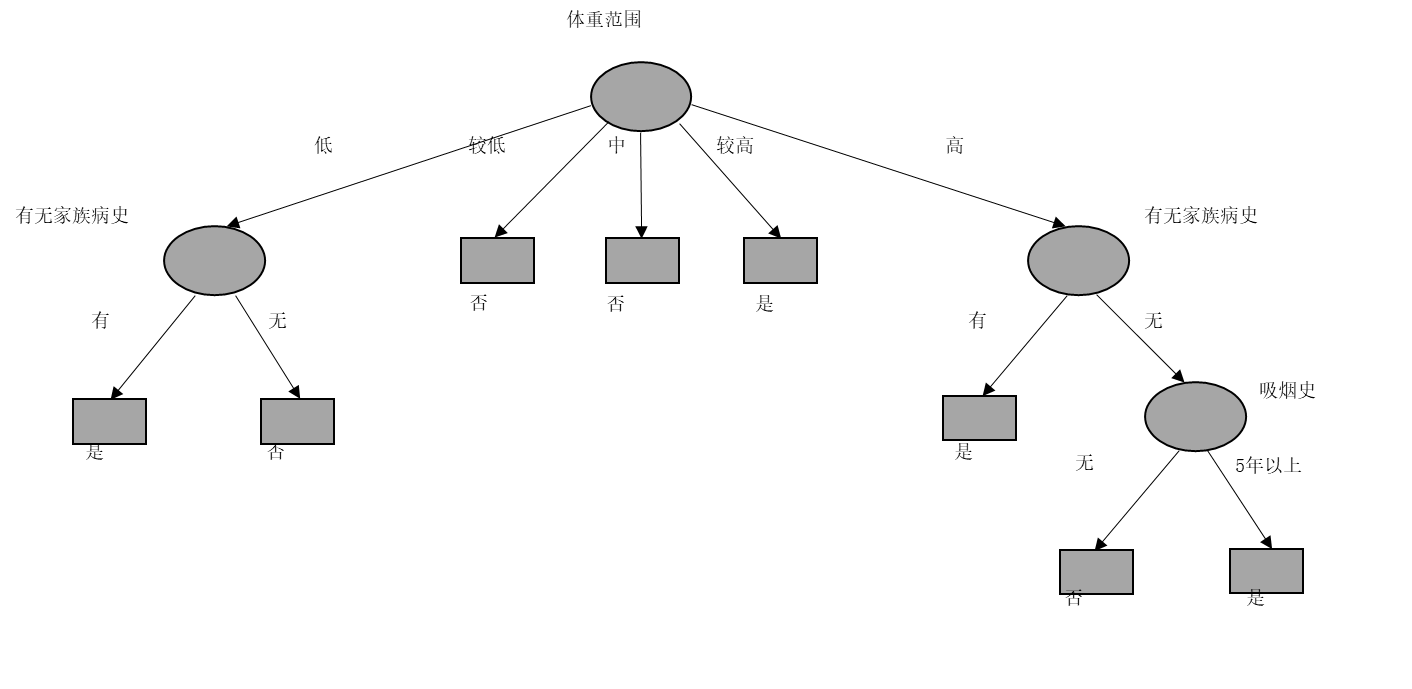 体重范围
低
较低
中
较高
高
有无家族病史
有无家族病史
否
否
是
有
无
有
无
吸烟史
是
否
是
无
5年以上
否
是